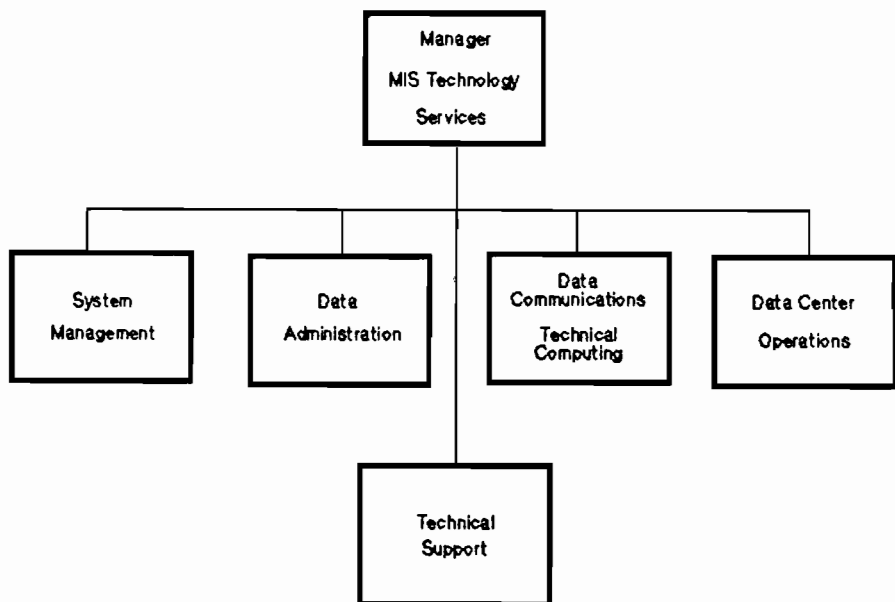 Manager
MIS Technology
Services
System
Management
Data
Administration
Data
Communications
Technical
Computing
Data Center
Operations
Technical
Support